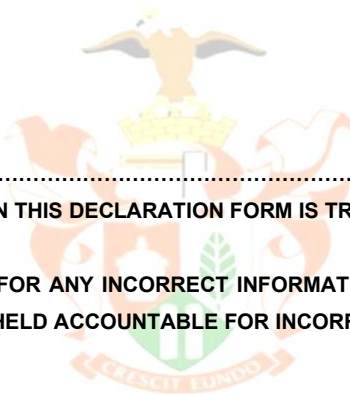 ................................................
N THIS DECLARATION FORM IS TR
FOR ANY INCORRECT INFORMAT
HELD ACCOUNTABLE FOR INCORR
CRESCIT EUNDO